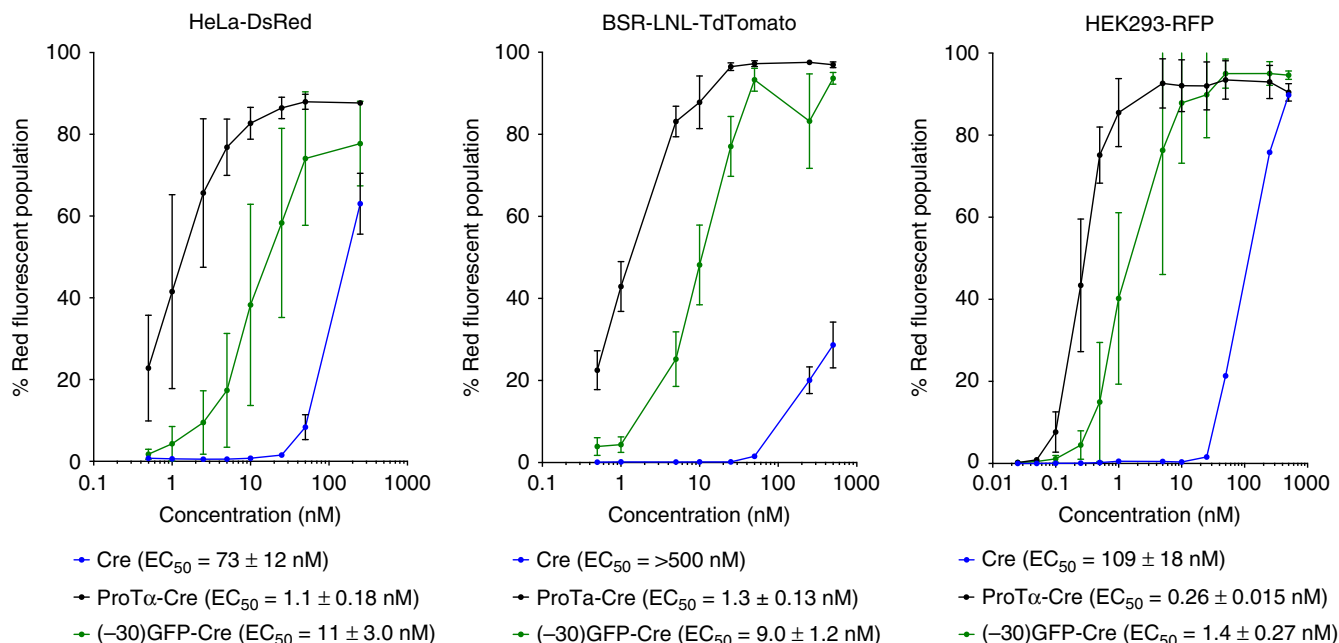 HeLa-DsRed
100
80
60
40
20
0
% Red fluorescent population
0.1 1 10 100 1000
Concentration (nM)
Cre (EC50 = 73 ± 12 nM)
ProTα-Cre (EC50 = 1.1 ± 0.18 nM)
(–30)GFP-Cre (EC50 = 11 ± 3.0 nM)
BSR-LNL-TdTomato
100
80
60
40
20
0
% Red fluorescent population
0.1 1 10 100 1000
Concentration (nM)
Cre (EC50 = >500 nM)
ProTa-Cre (EC50 = 1.3 ± 0.13 nM)
(–30)GFP-Cre (EC50 = 9.0 ± 1.2 nM)
HEK293-RFP
100
80
60
40
20
0
% Red fluorescent population
0.01 0.1 1 10 100 1000
Concentration (nM)
Cre (EC50 = 109 ± 18 nM)
ProTα-Cre (EC50 = 0.26 ± 0.015 nM)
(–30)GFP-Cre (EC50 = 1.4 ± 0.27 nM)